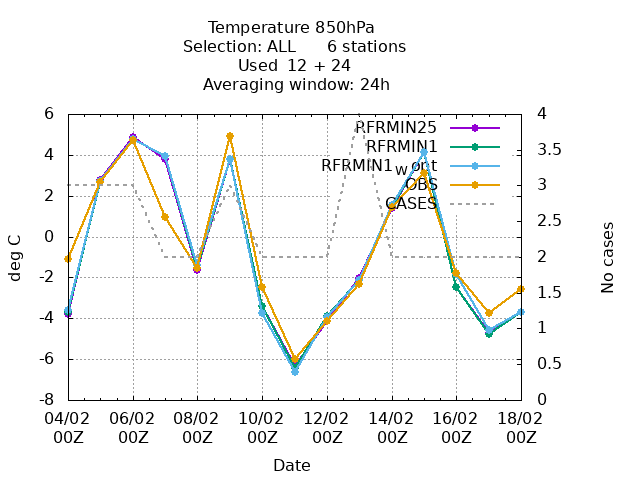 Temperature 850hPa
Selection: ALL 6 stations
Used 12 + 24
Averaging window: 24h
6
4
2
0
-2
-4
-6
-8
deg C
4
3.5
3
2.5
2
1.5
1
0.5
0
No cases
RFRMIN25
RFRMIN1
RFRMIN1wont
OBS
CASES
04/02 06/02 08/02 10/02 12/02 14/02 16/02 18/02
00Z 00Z 00Z 00Z 00Z 00Z 00Z 00Z
Date